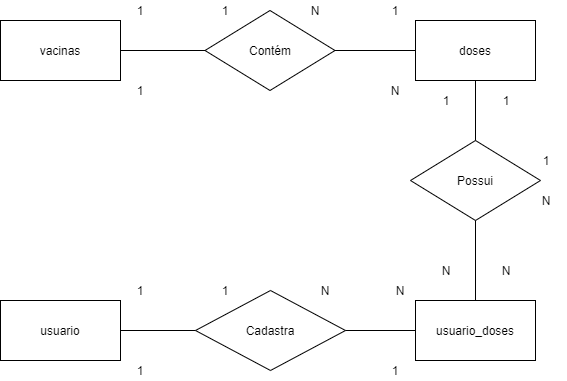 1 1 N 1
vacinas Contém doses
1 N
1 1
1
Possui
N
N N
1 1 N N
usuario Cadastra usuario_doses
1 1